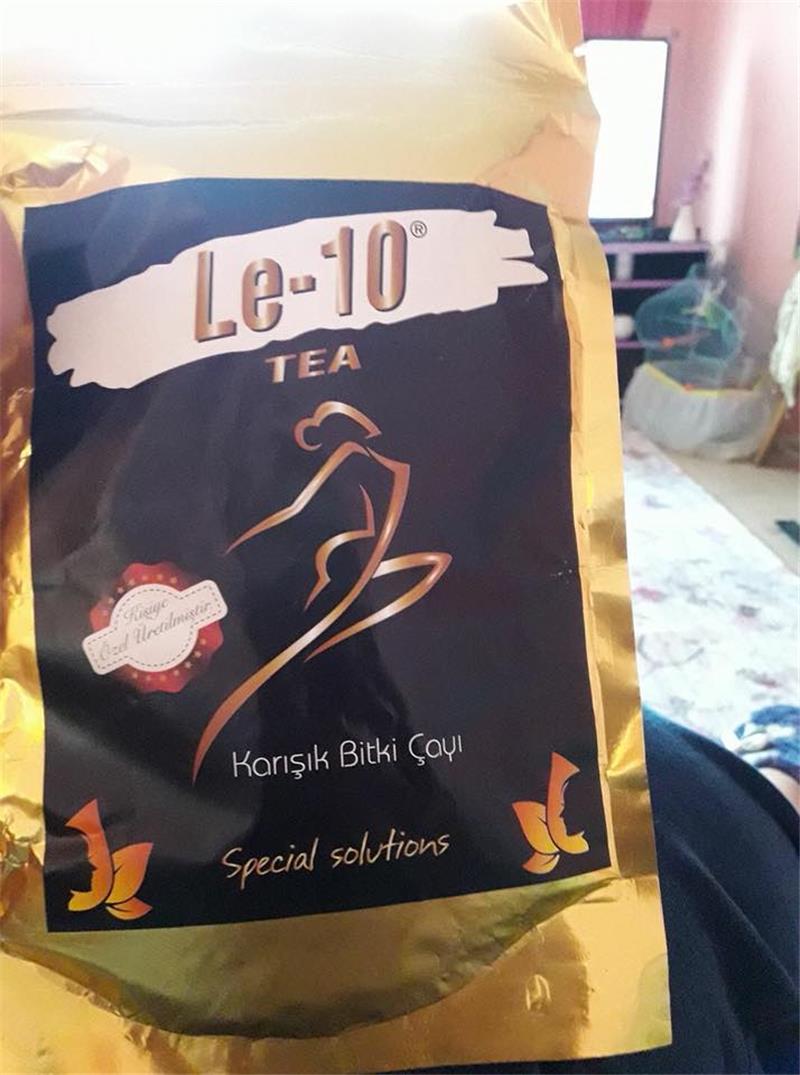 Le-10®
TEA
Kişiye
Özel Üretilmiştir.
Karışık Bitki Çayı
Special solutions